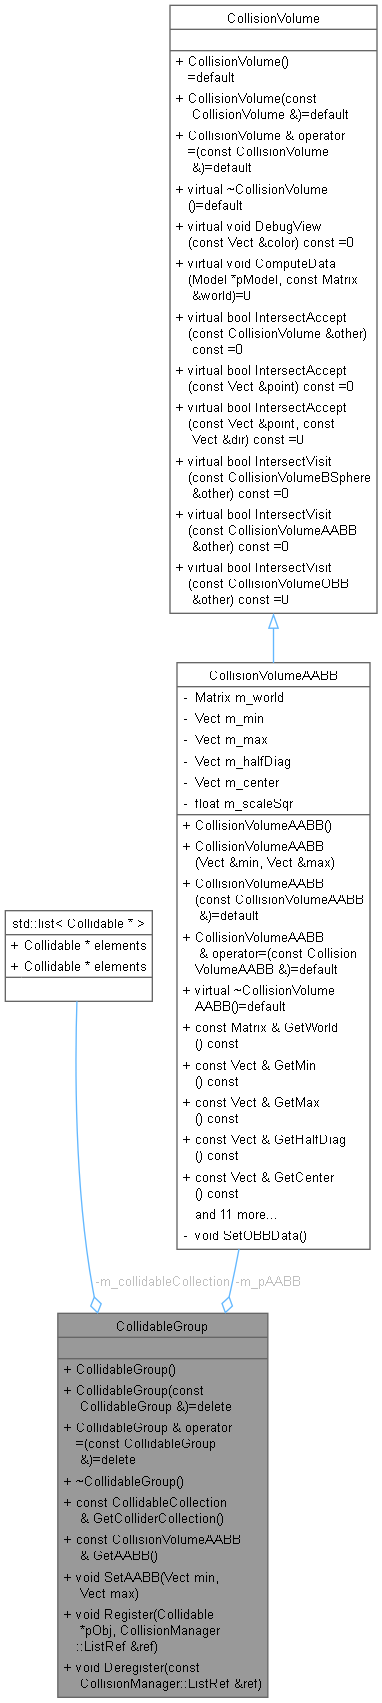 CollisionVolume
+ CollisionVolume()
=default
+ CollisionVolume(const
CollisionVolume &)=default
+ CollisionVolume & operator
=(const CollisionVolume
&)=default
+ virtual ~CollisionVolume
()=default
+ virtual void DebugView
(const Vect &color) const =0
+ virtual void ComputeData
(Model *pModel, const Matrix
&world)=0
+ virtual bool IntersectAccept
(const CollisionVolume &other)
const =0
+ virtual bool IntersectAccept
(const Vect &point) const =0
+ virtual bool IntersectAccept
(const Vect &point, const
Vect &dir) const =0
+ virtual bool IntersectVisit
(const CollisionVolumeBSphere
&other) const =0
+ virtual bool IntersectVisit
(const CollisionVolumeAABB
&other) const =0
+ virtual bool IntersectVisit
(const CollisionVolumeOBB
&other) const =0
CollisionVolumeAABB
- Matrix m_world
- Vect m_min
- Vect m_max
- Vect m_halfDiag
- Vect m_center
- float m_scaleSqr
+ CollisionVolumeAABB()
+ CollisionVolumeAABB
(Vect &min, Vect &max)
+ CollisionVolumeAABB
(const CollisionVolumeAABB
&)=default
+ CollisionVolumeAABB
& operator=(const Collision
VolumeAABB &)=default
+ virtual ~CollisionVolume
AABB()=default
+ const Matrix & GetWorld
() const
+ const Vect & GetMin
() const
+ const Vect & GetMax
() const
+ const Vect & GetHalfDiag
() const
+ const Vect & GetCenter
() const
and 11 more...
- void SetOBBData()
std::list< Collidable * >
+ Collidable * elements
+ Collidable * elements
-m_collidableCollection
-m_pAABB
CollidableGroup
+ CollidableGroup()
+ CollidableGroup(const
CollidableGroup &)=delete
+ CollidableGroup & operator
=(const CollidableGroup
&)=delete
+ ~CollidableGroup()
+ const CollidableCollection
& GetColliderCollection()
+ const CollisionVolumeAABB
& GetAABB()
+ void SetAABB(Vect min,
Vect max)
+ void Register(Collidable
*pObj, CollisionManager
::ListRef &ref)
+ void Deregister(const
CollisionManager::ListRef &ref)